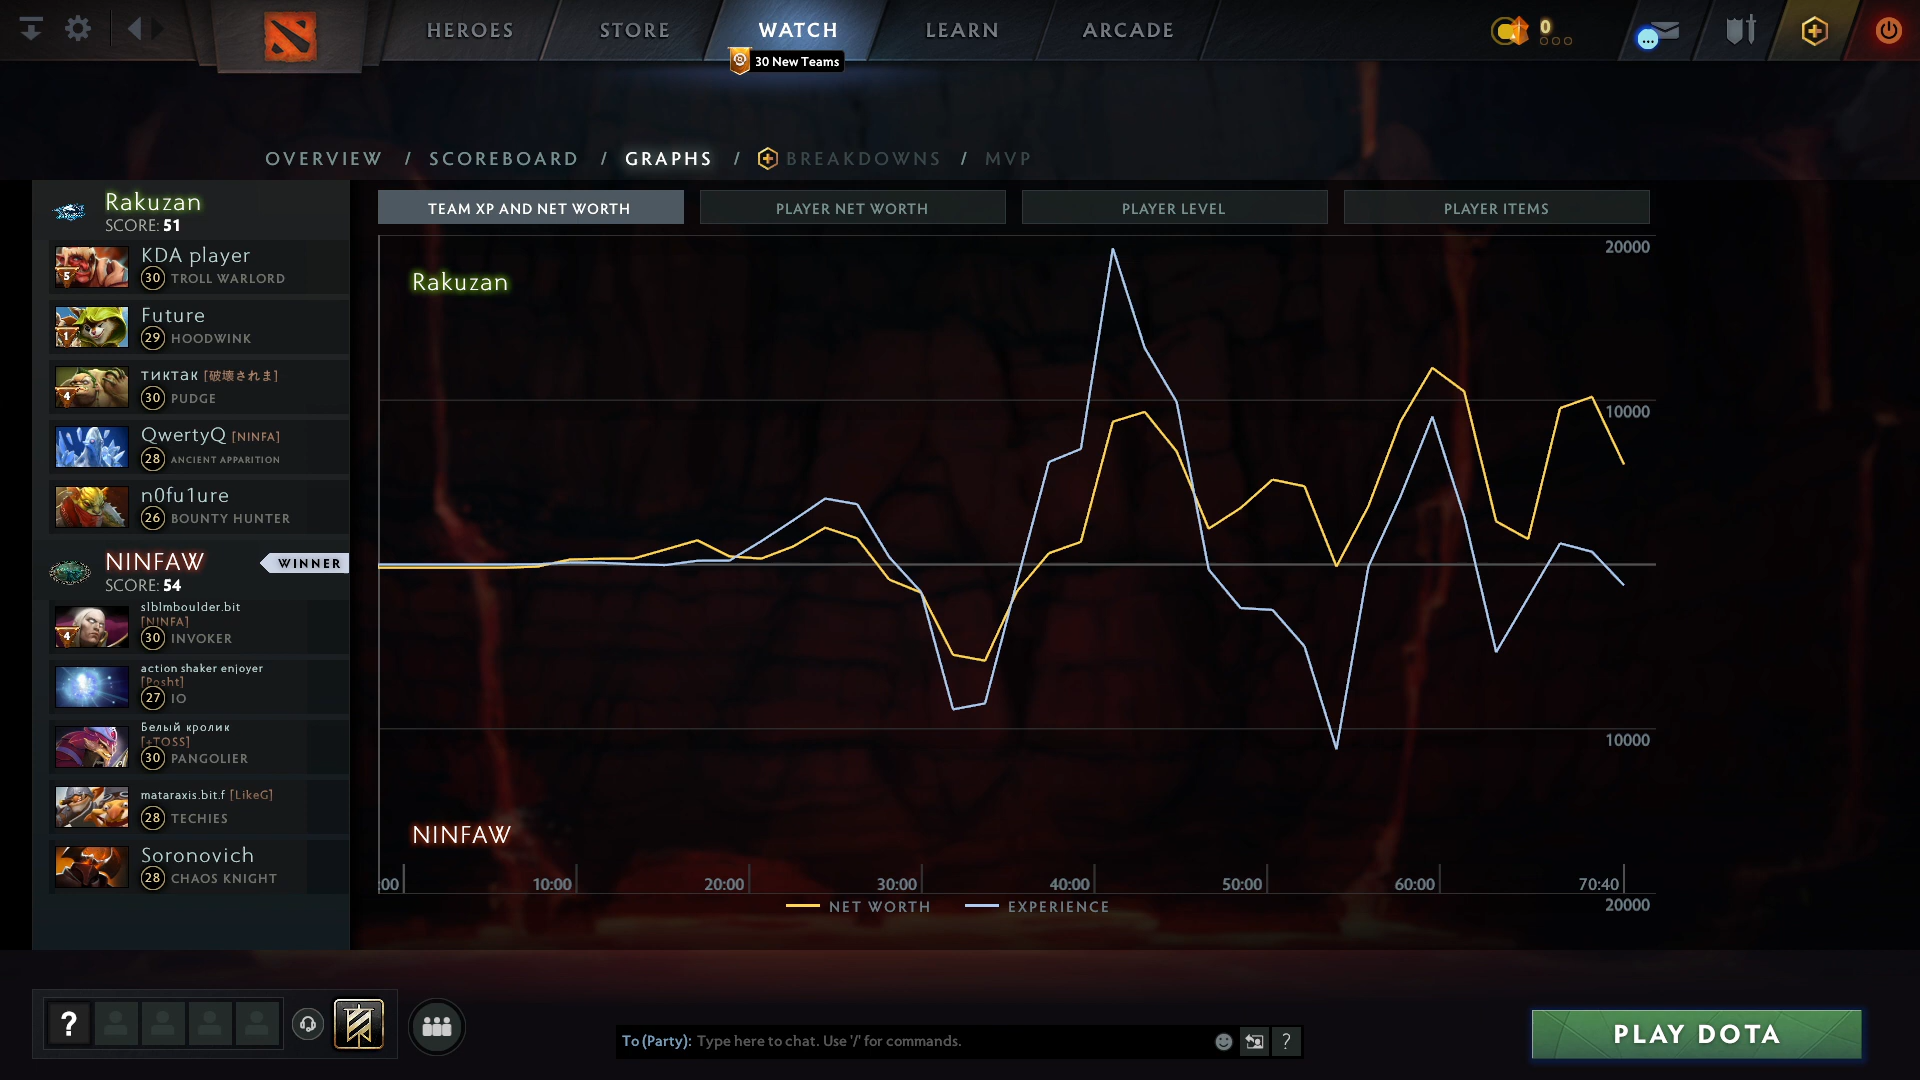 HEROES
STORE
WATCH
LEARN
ARCADE
0
30 New Teams
OVERVIEW / SCOREBOARD / GRAPHS / BREAKDOWNS / MVP
Rakuzan
SCORE: 51
5
KDA player
30 TROLL WARLORD
1
Future
29 HOODWINK
4
тиктак [破壊されま]
30 PUDGE
QwertyQ [NINFA]
28 ANCIENT APPARITION
n0fu1ure
26 BOUNTY HUNTER
NINFAW
WINNER
SCORE: 54
4
slblmboulder.bit
[NINFA]
30 INVOKER
action shaker enjoyer
[Posht]
27 IO
Белый кролик
[+TOSS]
30 PANGOLIER
mataraxis.bit.f [LikeG]
28 TECHIES
Soronovich
28 CHAOS KNIGHT
TEAM XP AND NET WORTH
PLAYER NET WORTH
PLAYER LEVEL
PLAYER ITEMS
20000
Rakuzan
10000
10000
NINFAW
:00 10:00 20:00 30:00 40:00 50:00 60:00 70:40
20000
NET WORTH
EXPERIENCE
?
To (Party): Type here to chat. Use '/' for commands.
?
PLAY DOTA